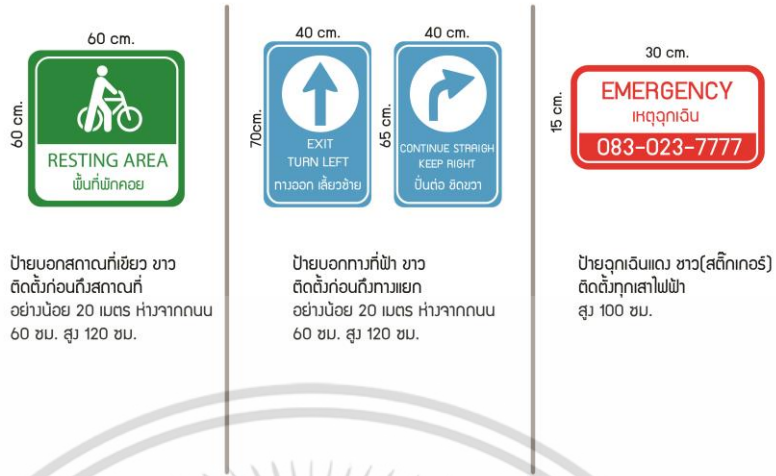 60 cm.
60 cm.
RESTING AREA
พื้นที่พักคอย
ป้ายบอกสถาณที่เขียว ขาว
ติดตั้งก่อนถึงสถาณที่
อย่างน้อย 20 เมตร ห่างจากถนน
60 ซม. สูง 120 ซม.
40 cm.
70cm.
EXIT
TURN LEFT
ทางออก เลี้ยวซ้าย
40 cm.
65 cm.
CONTINUE STRAIGH
KEEP RIGHT
ปั่นต่อ ชิดขวา
ป้ายบอกทางที่ฟ้า ขาว
ติดตั้งก่อนถึงทางแยก
อย่างน้อย 20 เมตร ห่างจากถนน
60 ซม. สูง 120 ซม.
30 cm.
15 cm.
EMERGENCY
เหตุฉุกเฉิน
083-023-7777
ป้ายฉุกเฉินแดง ขาว(สติ๊กเกอร์)
ติดตั้งทุกเสาไฟฟ้า
สูง 100 ซม.